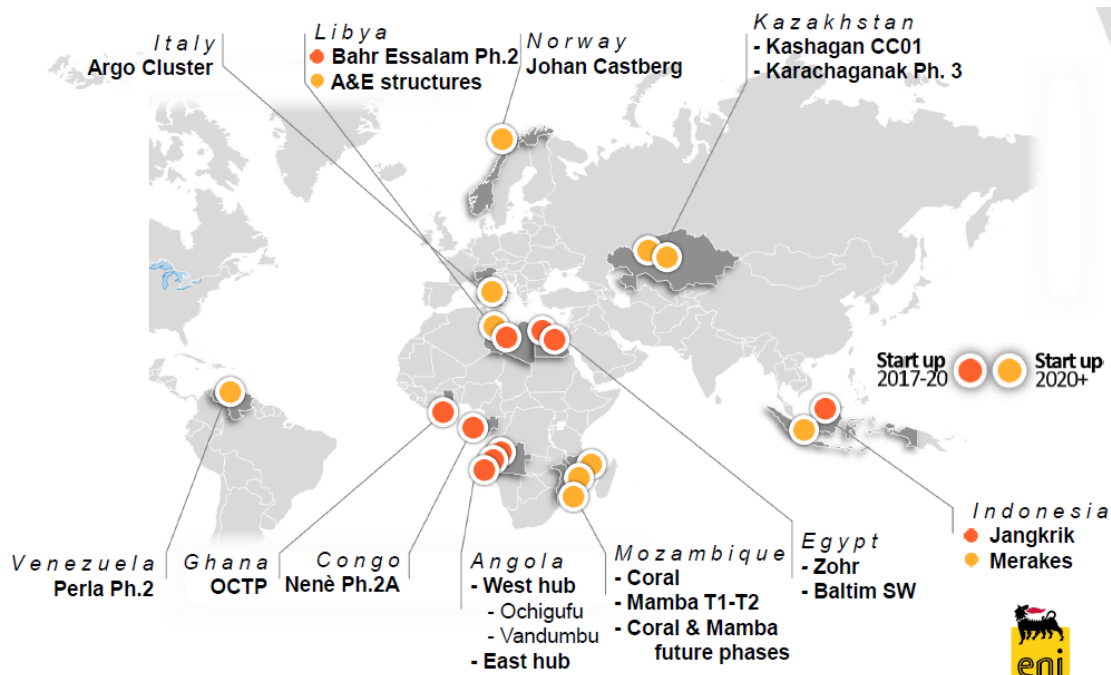 Italy
Argo Cluster
Libya
Bahr Essalam Ph.2
A&E structures
Norway
Johan Castberg
Kazakhstan
- Kashagan CC01
- Karachaganak Ph. 3
Start up
2017-20
Start up
2020+
Venezuela
Perla Ph.2
Ghana
OCTP
Congo
Nenè Ph.2A
Angola
- West hub
- Ochigufu
- Vandumbu
- East hub
Mozambique
- Coral
- Mamba T1-T2
- Coral & Mamba
future phases
Egypt
- Zohr
- Baltim SW
Indonesia
Jangkrik
Merakes
eni